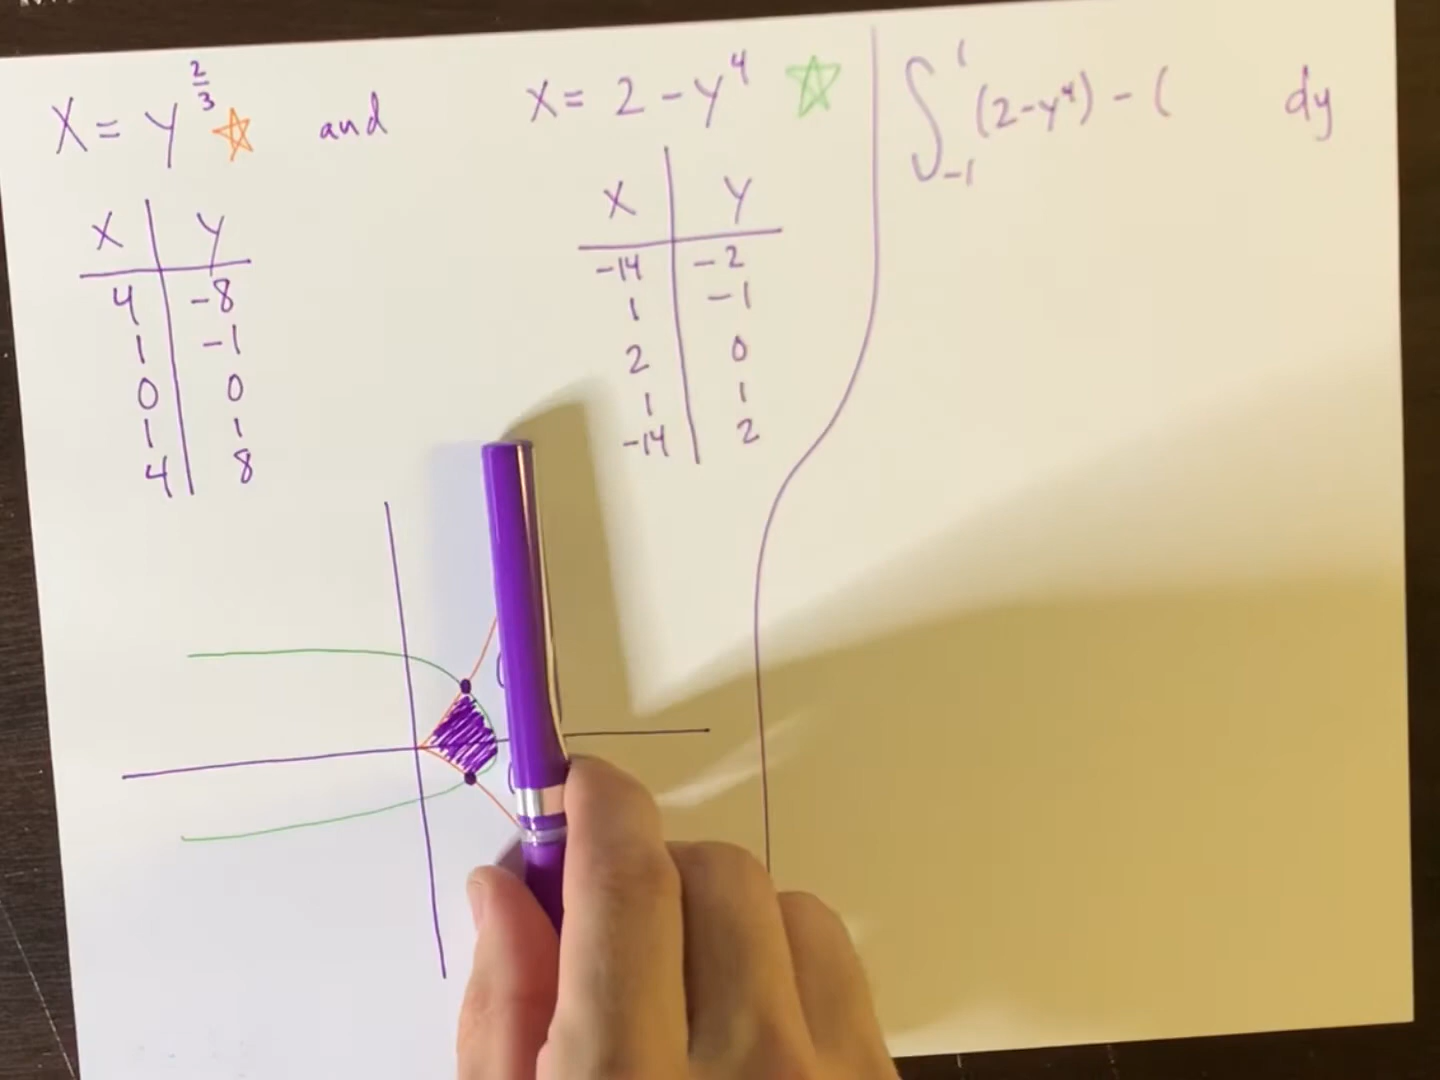 x = y^{2/3} ☆ and x = 2 - y^4 ☆
x | y
4 | -8
1 | -1
0 | 0
1 | 1
4 | 8
x | y
-14 | -2
1 | -1
2 | 0
1 | 1
-14 | 2
∫_{-1}^{1} (2-y^4) - ( dy